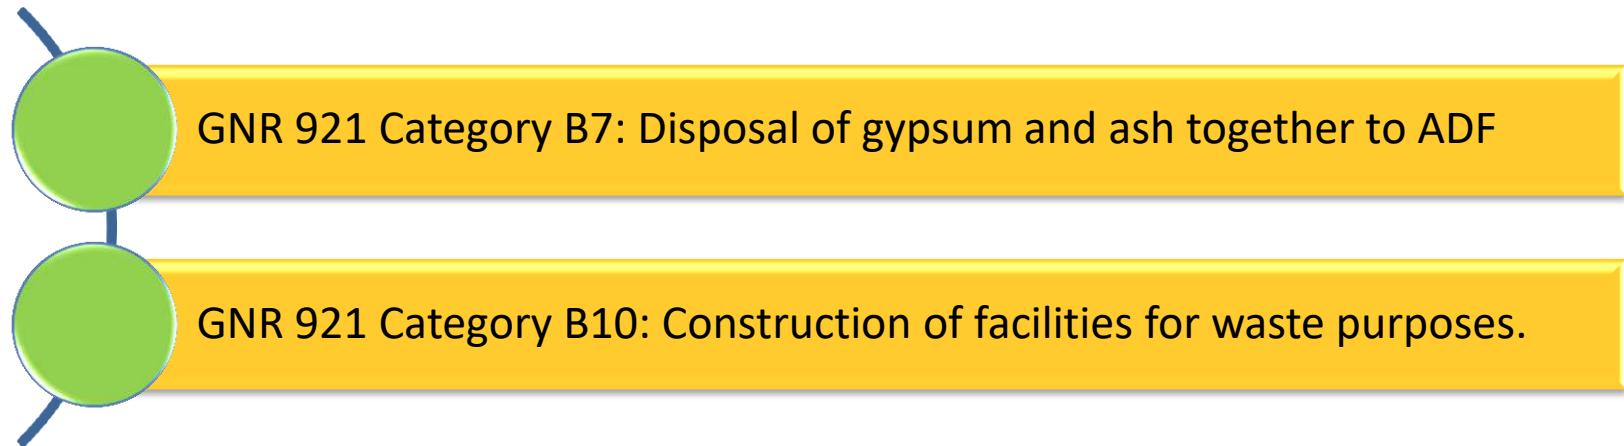 GNR 921 Category B7: Disposal of gypsum and ash together to ADF
GNR 921 Category B10: Construction of facilities for waste purposes.